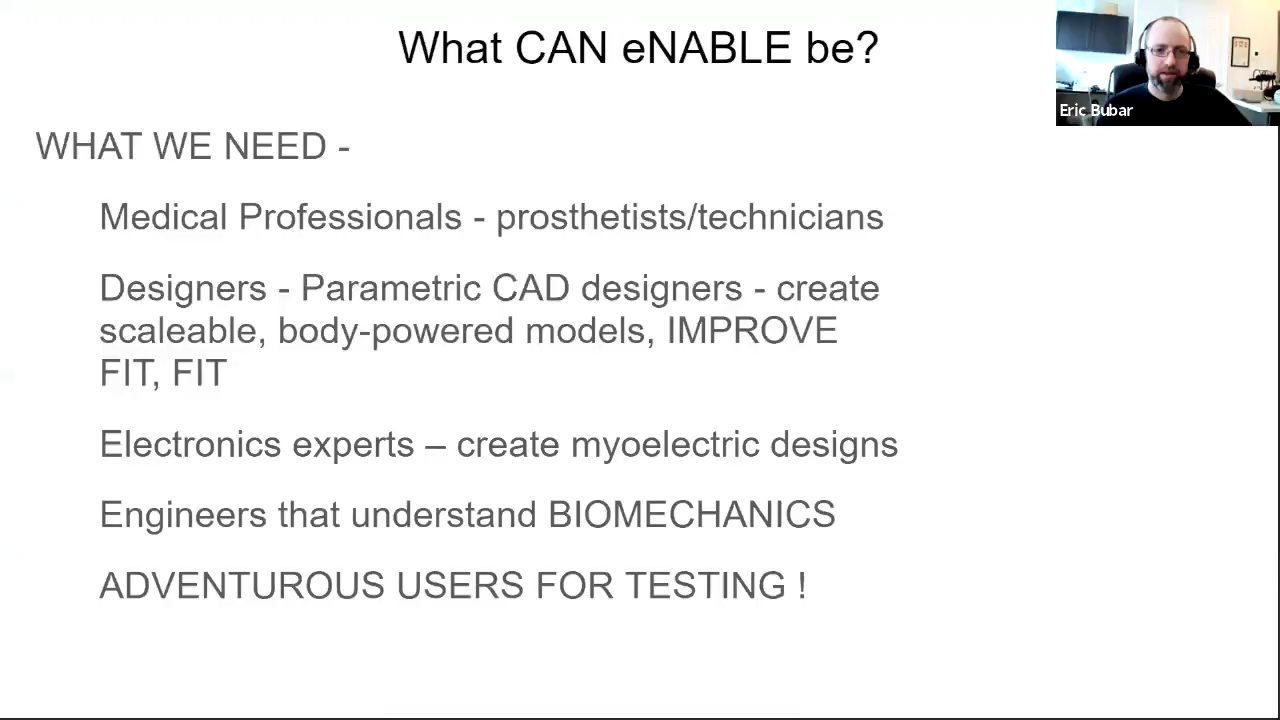 What CAN eNABLE be?
Eric Bubar
WHAT WE NEED -
Medical Professionals - prosthetists/technicians
Designers - Parametric CAD designers - create
scaleable, body-powered models, IMPROVE
FIT, FIT
Electronics experts – create myoelectric designs
Engineers that understand BIOMECHANICS
ADVENTUROUS USERS FOR TESTING !